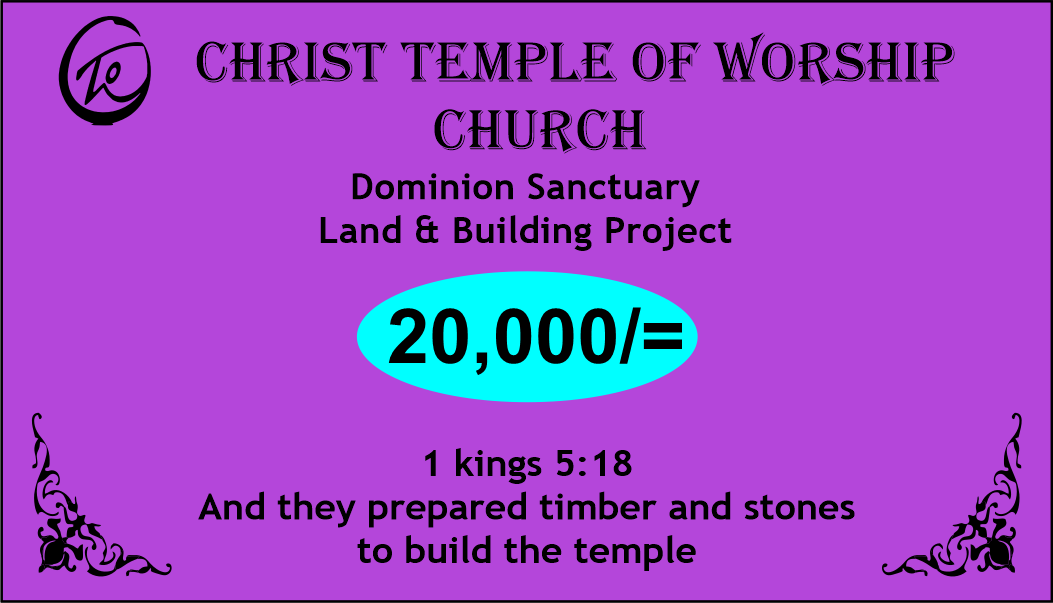 CHRIST TEMPLE OF WORSHIP
CHURCH
Dominion Sanctuary
Land & Building Project
20,000/=
1 kings 5:18
And they prepared timber and stones
to build the temple